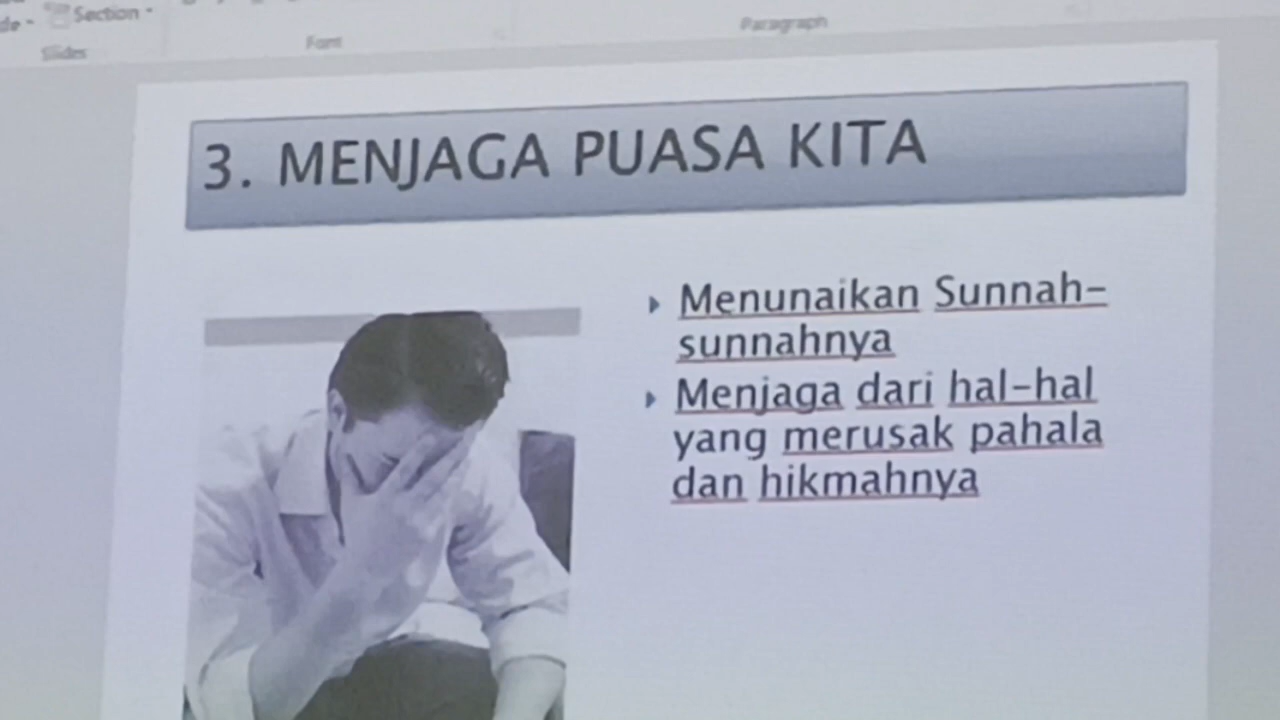 Section
Slides
Font
Paragraph
3. MENJAGA PUASA KITA
Menunaikan Sunnah-
sunnahnya
Menjaga dari hal-hal
yang merusak pahala
dan hikmahnya